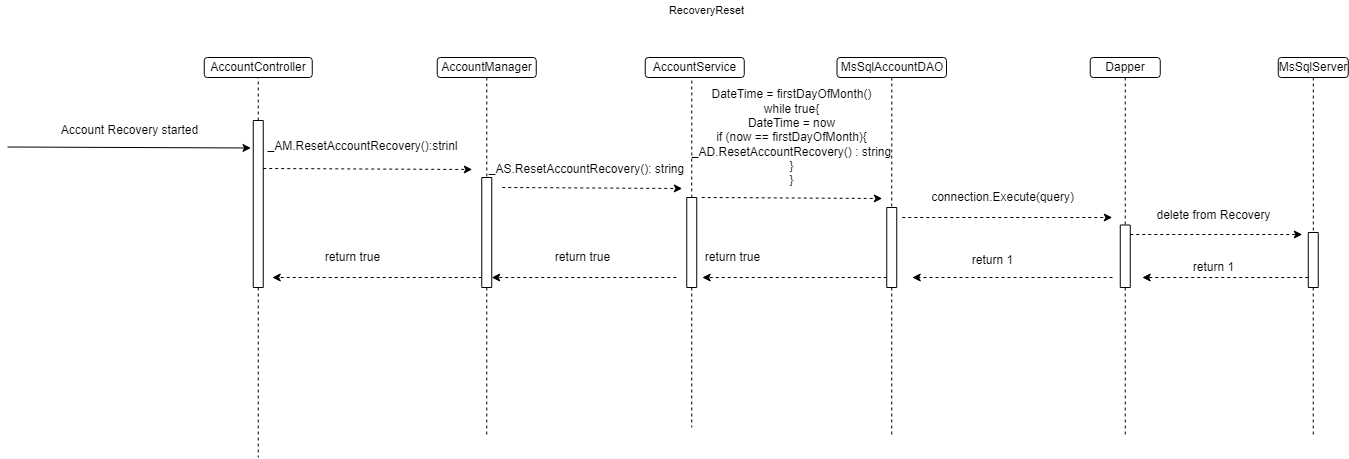 RecoveryReset
AccountController
AccountManager
AccountService
MsSqlAccountDAO
Dapper
MsSqlServer
DateTime = firstDayOfMonth()
while true{
DateTime = now
if (now == firstDayOfMonth){
_AD.ResetAccountRecovery() : string
}
}
Account Recovery started
_AM.ResetAccountRecovery():strinl
_AS.ResetAccountRecovery(): string
connection.Execute(query)
delete from Recovery
return true
return true
return true
return 1
return 1